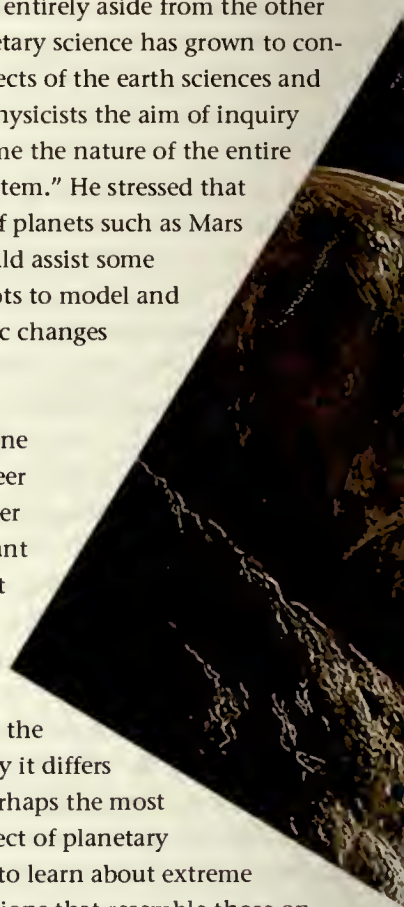 entirely aside from the other
etary science has grown to con-
ects of the earth sciences and
hysicists the aim of inquiry
me the nature of the entire
tem." He stressed that
f planets such as Mars
ld assist some
ots to model and
c changes
ne
eer
er
ant
t
the
y it differs
rhaps the most
ect of planetary
to learn about extreme